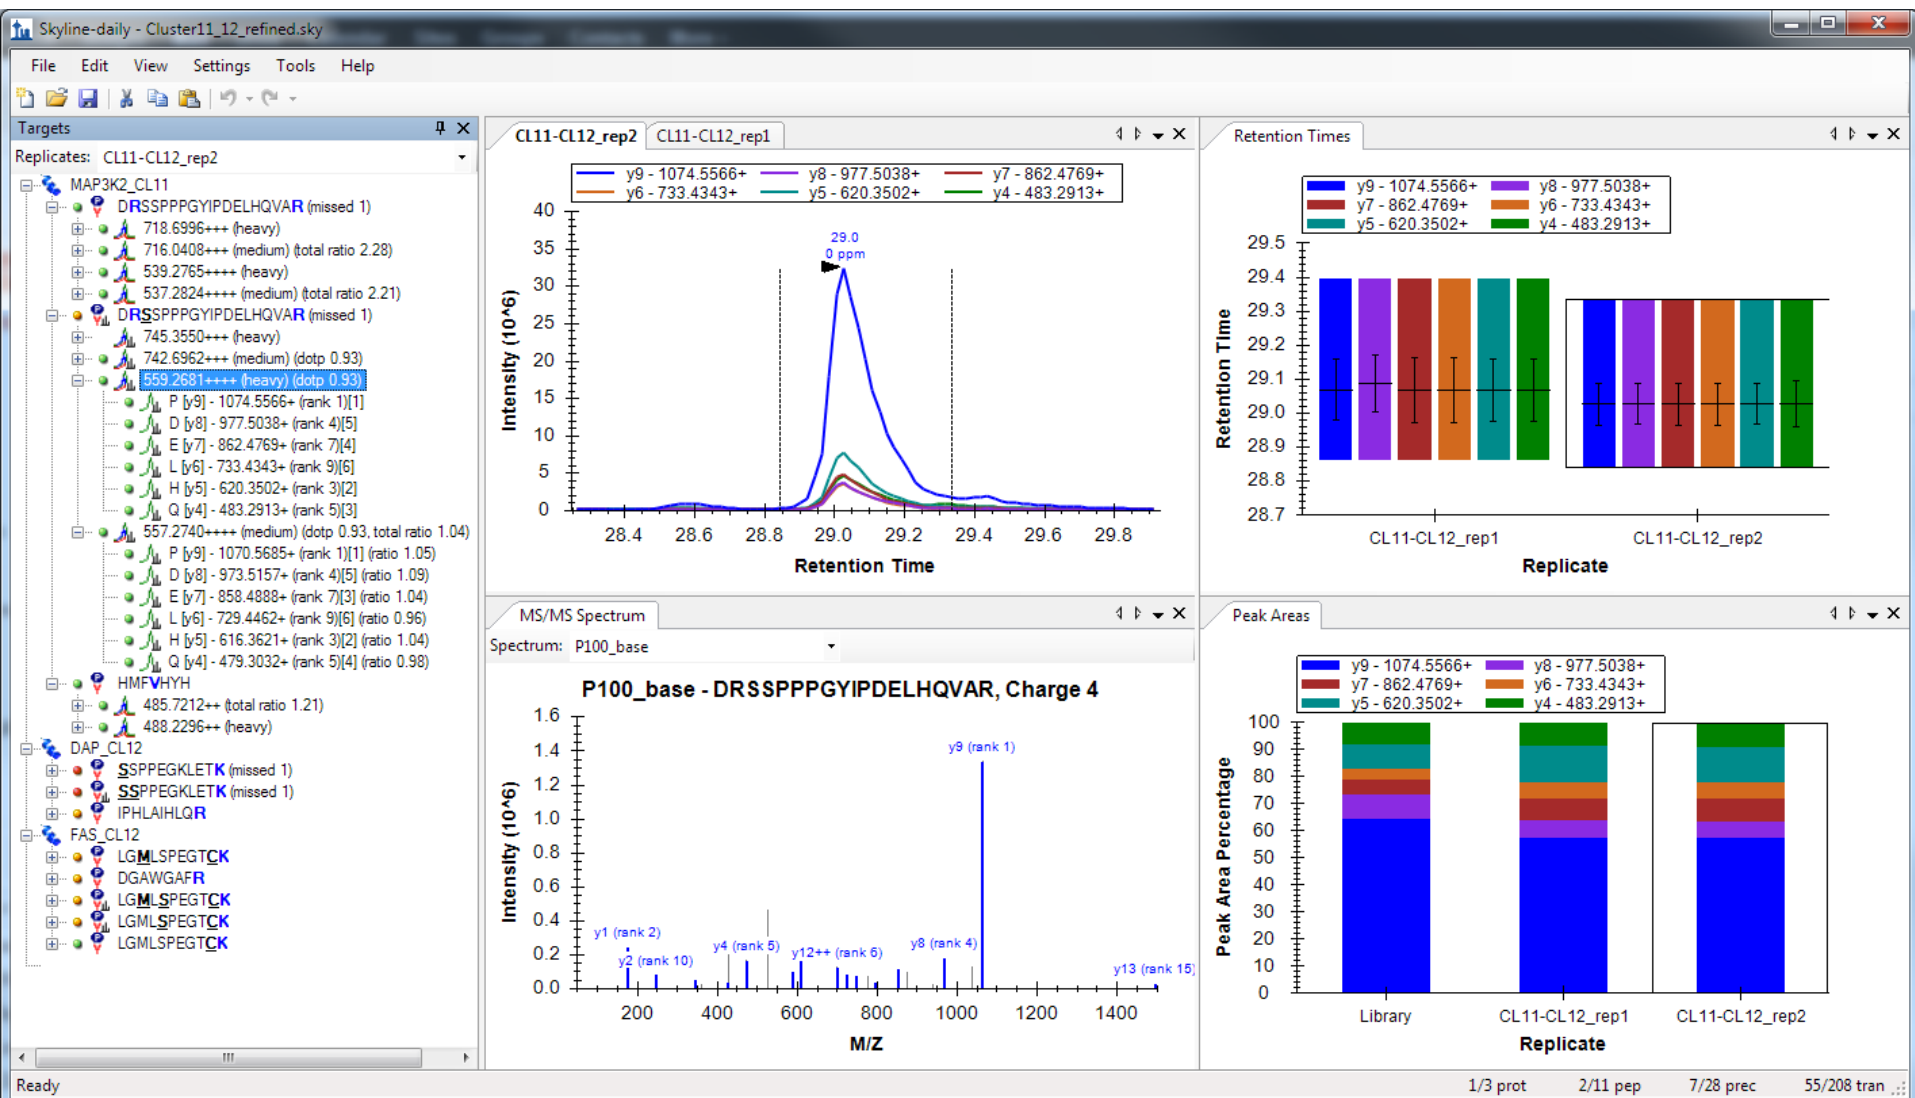 Skyline-daily - Cluster11_12_refined.sky
File Edit View Settings Tools Help
Targets
Replicates: CL11-CL12_rep2
MAP3K2_CL11
DRSSPPPGYIPDELHQVAR (missed 1)
718.6996+++ (heavy)
716.0408+++ (medium) (total ratio 2.28)
539.2765++++ (heavy)
537.2824++++ (medium) (total ratio 2.21)
DRSSPPPGYIPDELHQVAR (missed 1)
745.3550+++ (heavy)
742.6962+++ (medium) (dotp 0.93)
559.2681++++ (heavy) (dotp 0.93)
P [y9] - 1074.5566+ (rank 1)[1]
D [y8] - 977.5038+ (rank 4)[5]
E [y7] - 862.4769+ (rank 7)[4]
L [y6] - 733.4343+ (rank 9)[6]
H [y5] - 620.3502+ (rank 3)[2]
Q [y4] - 483.2913+ (rank 5)[3]
557.2740++++ (medium) (dotp 0.93, total ratio 1.04)
P [y9] - 1070.5685+ (rank 1)[1] (ratio 1.05)
D [y8] - 973.5157+ (rank 4)[5] (ratio 1.09)
E [y7] - 858.4888+ (rank 7)[3] (ratio 1.04)
L [y6] - 729.4462+ (rank 9)[6] (ratio 0.96)
H [y5] - 616.3621+ (rank 3)[2] (ratio 1.04)
Q [y4] - 479.3032+ (rank 5)[4] (ratio 0.98)
HMFVHYH
485.7212++ (total ratio 1.21)
488.2296++ (heavy)
DAP_CL12
SSPPEGKLETK (missed 1)
SSPPEGKLETK (missed 1)
IPHLAIHLQR
FAS_CL12
LGMLSPEGTCK
DGAWGAFR
LGMLSPEGTCK
LGMLSPEGTCK
LGMLSPEGTCK
CL11-CL12_rep2 CL11-CL12_rep1
y9 - 1074.5566+ y8 - 977.5038+ y7 - 862.4769+
y6 - 733.4343+ y5 - 620.3502+ y4 - 483.2913+
40
35
30
25
20
15
10
5
0
Intensity (10^6)
29.0
0 ppm
28.4 28.6 28.8 29.0 29.2 29.4 29.6 29.8
Retention Time
Retention Times
y9 - 1074.5566+ y8 - 977.5038+
y7 - 862.4769+ y6 - 733.4343+
y5 - 620.3502+ y4 - 483.2913+
29.5
29.4
29.3
29.2
29.1
29.0
28.9
28.8
28.7
Retention Time
CL11-CL12_rep1 CL11-CL12_rep2
Replicate
MS/MS Spectrum
Spectrum: P100_base
P100_base - DRSSPPPGYIPDELHQVAR, Charge 4
1.6
1.4
1.2
1.0
0.8
0.6
0.4
0.2
0.0
Intensity (10^6)
y9 (rank 1)
y1 (rank 2)
y2 (rank 10)
y4 (rank 5)
y12++ (rank 6)
y8 (rank 4)
y13 (rank 15)
200 400 600 800 1000 1200 1400
M/Z
Peak Areas
y9 - 1074.5566+ y8 - 977.5038+
y7 - 862.4769+ y6 - 733.4343+
y5 - 620.3502+ y4 - 483.2913+
100
90
80
70
60
50
40
30
20
10
0
Peak Area Percentage
Library CL11-CL12_rep1 CL11-CL12_rep2
Replicate
Ready
1/3 prot 2/11 pep 7/28 prec 55/208 tran